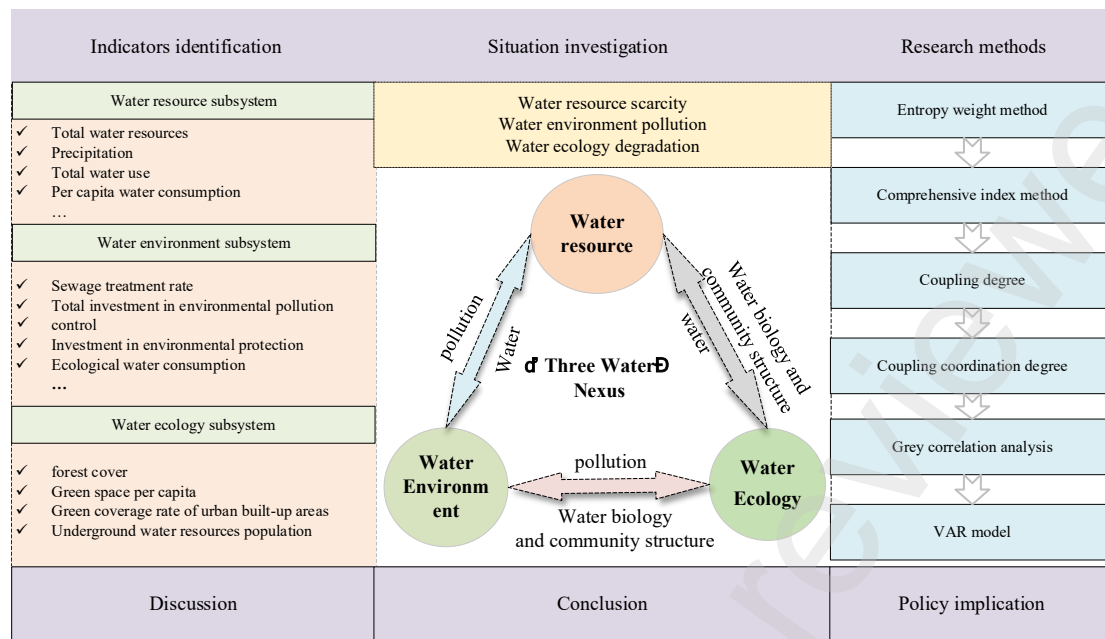 Indicators identification
Situation investigation
Research methods
Water resource subsystem
✓ Total water resources
✓ Precipitation
✓ Total water use
✓ Per capita water consumption
…
Water environment subsystem
✓ Sewage treatment rate
✓ Total investment in environmental pollution
✓ control
✓ Investment in environmental protection
✓ Ecological water consumption
…
Water ecology subsystem
✓ forest cover
✓ Green space per capita
✓ Green coverage rate of urban built-up areas
✓ Underground water resources population
Water resource scarcity
Water environment pollution
Water ecology degradation
Water
resource
pollution
Water
Water biology and
community structure
water
Three Water
Nexus
Water
Environm
ent
pollution
Water biology
and community structure
Water
Ecology
Entropy weight method
Comprehensive index method
Coupling degree
Coupling coordination degree
Grey correlation analysis
VAR model
Discussion
Conclusion
Policy implication